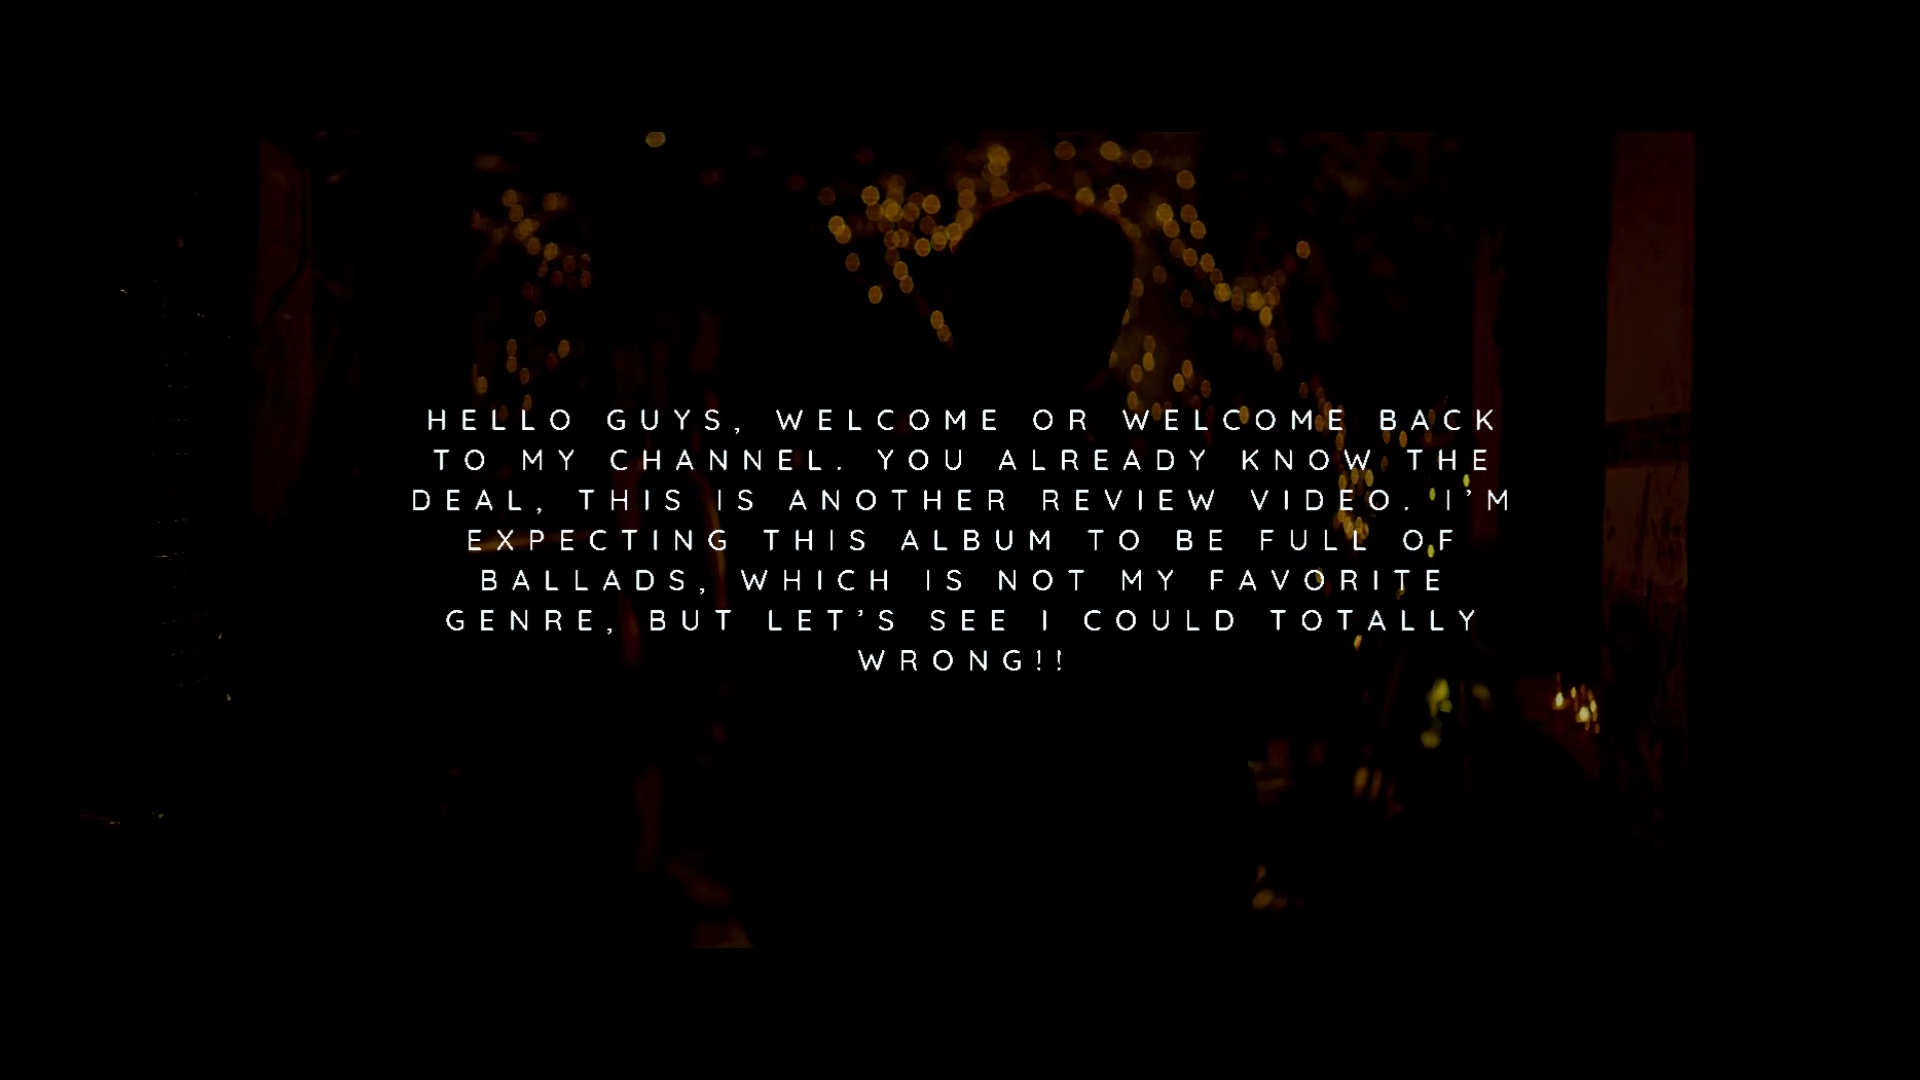 HELLO GUYS, WELCOME OR WELCOME BACK
TO MY CHANNEL. YOU ALREADY KNOW THE
DEAL, THIS IS ANOTHER REVIEW VIDEO. I'M
EXPECTING THIS ALBUM TO BE FULL OF
BALLADS, WHICH IS NOT MY FAVORITE
GENRE, BUT LET'S SEE I COULD TOTALLY
WRONG!!